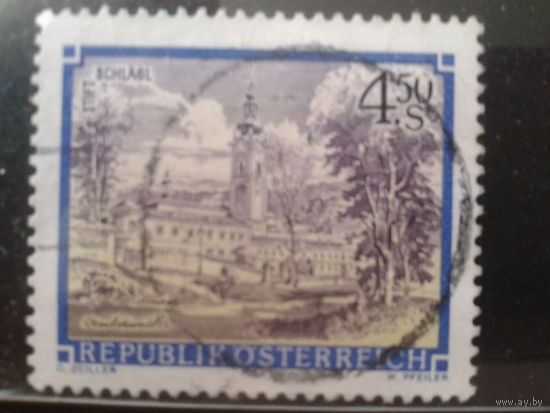 STIFT SCHLÄGL
4.50 S
REPUBLIK ÖSTERREICH
O. ZEILLER
W. PFEILER
www.ay.by